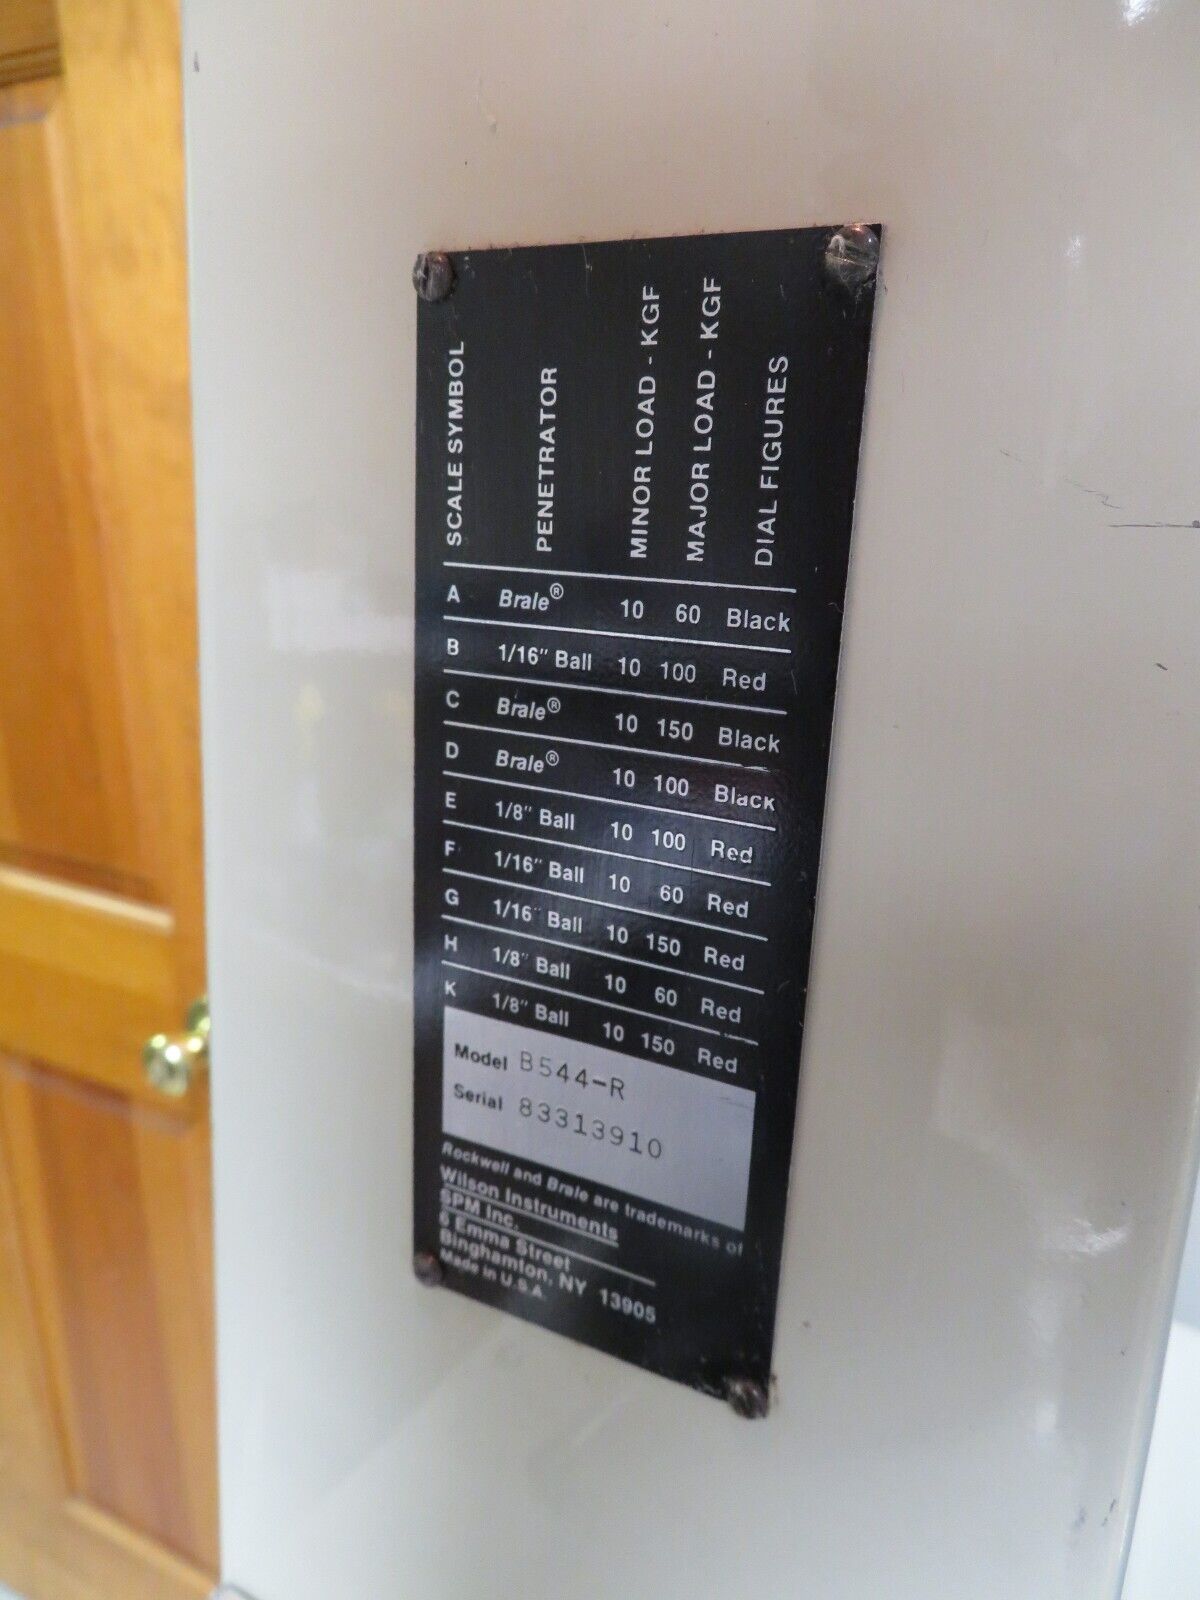 SCALE SYMBOL PENETRATOR MINOR LOAD - KGF MAJOR LOAD - KGF DIAL FIGURES
A Brale® 10 60 Black
B 1/16" Ball 10 100 Red
C Brale® 10 150 Black
D Brale® 10 100 Black
E 1/8" Ball 10 100 Red
F 1/16" Ball 10 60 Red
G 1/16" Ball 10 150 Red
H 1/8" Ball 10 60 Red
K 1/8" Ball 10 150 Red
Model B544-R
Serial 83313910
Rockwell and Brale are trademarks of
Wilson Instruments
SPM Inc.
6 Emma Street
Binghamton, NY 13905
Made in U.S.A.